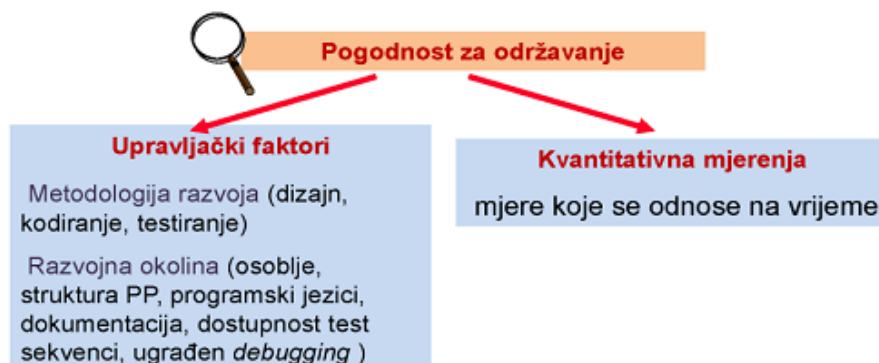 Pogodnost za održavanje
Upravljački faktori
Metodologija razvoja (dizajn,
kodiranje, testiranje)
Razvojna okolina (osoblje,
struktura PP, programski jezici,
dokumentacija, dostupnost test
sekvenci, ugrađen debugging )
Kvantitativna mjerenja
mjere koje se odnose na vrijeme